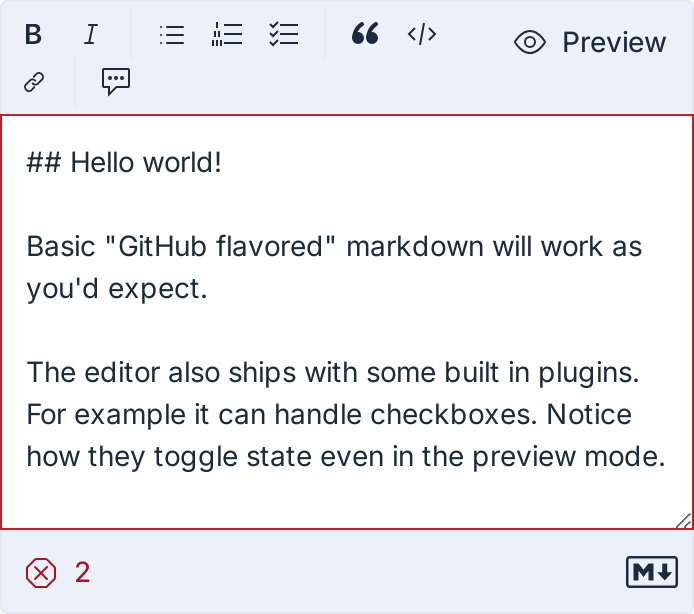 B I Preview
## Hello world!
Basic "GitHub flavored" markdown will work as
you'd expect.
The editor also ships with some built in plugins.
For example it can handle checkboxes. Notice
how they toggle state even in the preview mode.
2 M